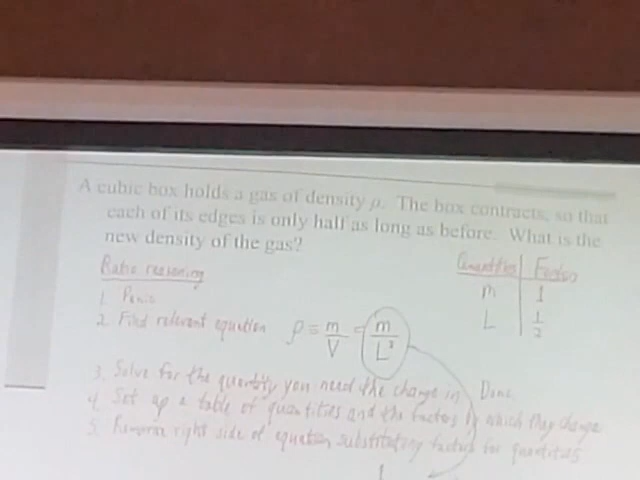 A cubic box holds a gas of density ρ. The box contracts, so that
each of its edges is only half as long as before. What is the
new density of the gas?
Ratio reasoning
1. Panic
2. Find relevant equation ρ = m/V = m/L³
Quantities | Factors
m | 1
L | 1/2
3. Solve for the quantity you need the change in Done
4. Set up a table of quantities and the factors by which they change
5. Rewrite right side of equation substituting factors for quantities
1